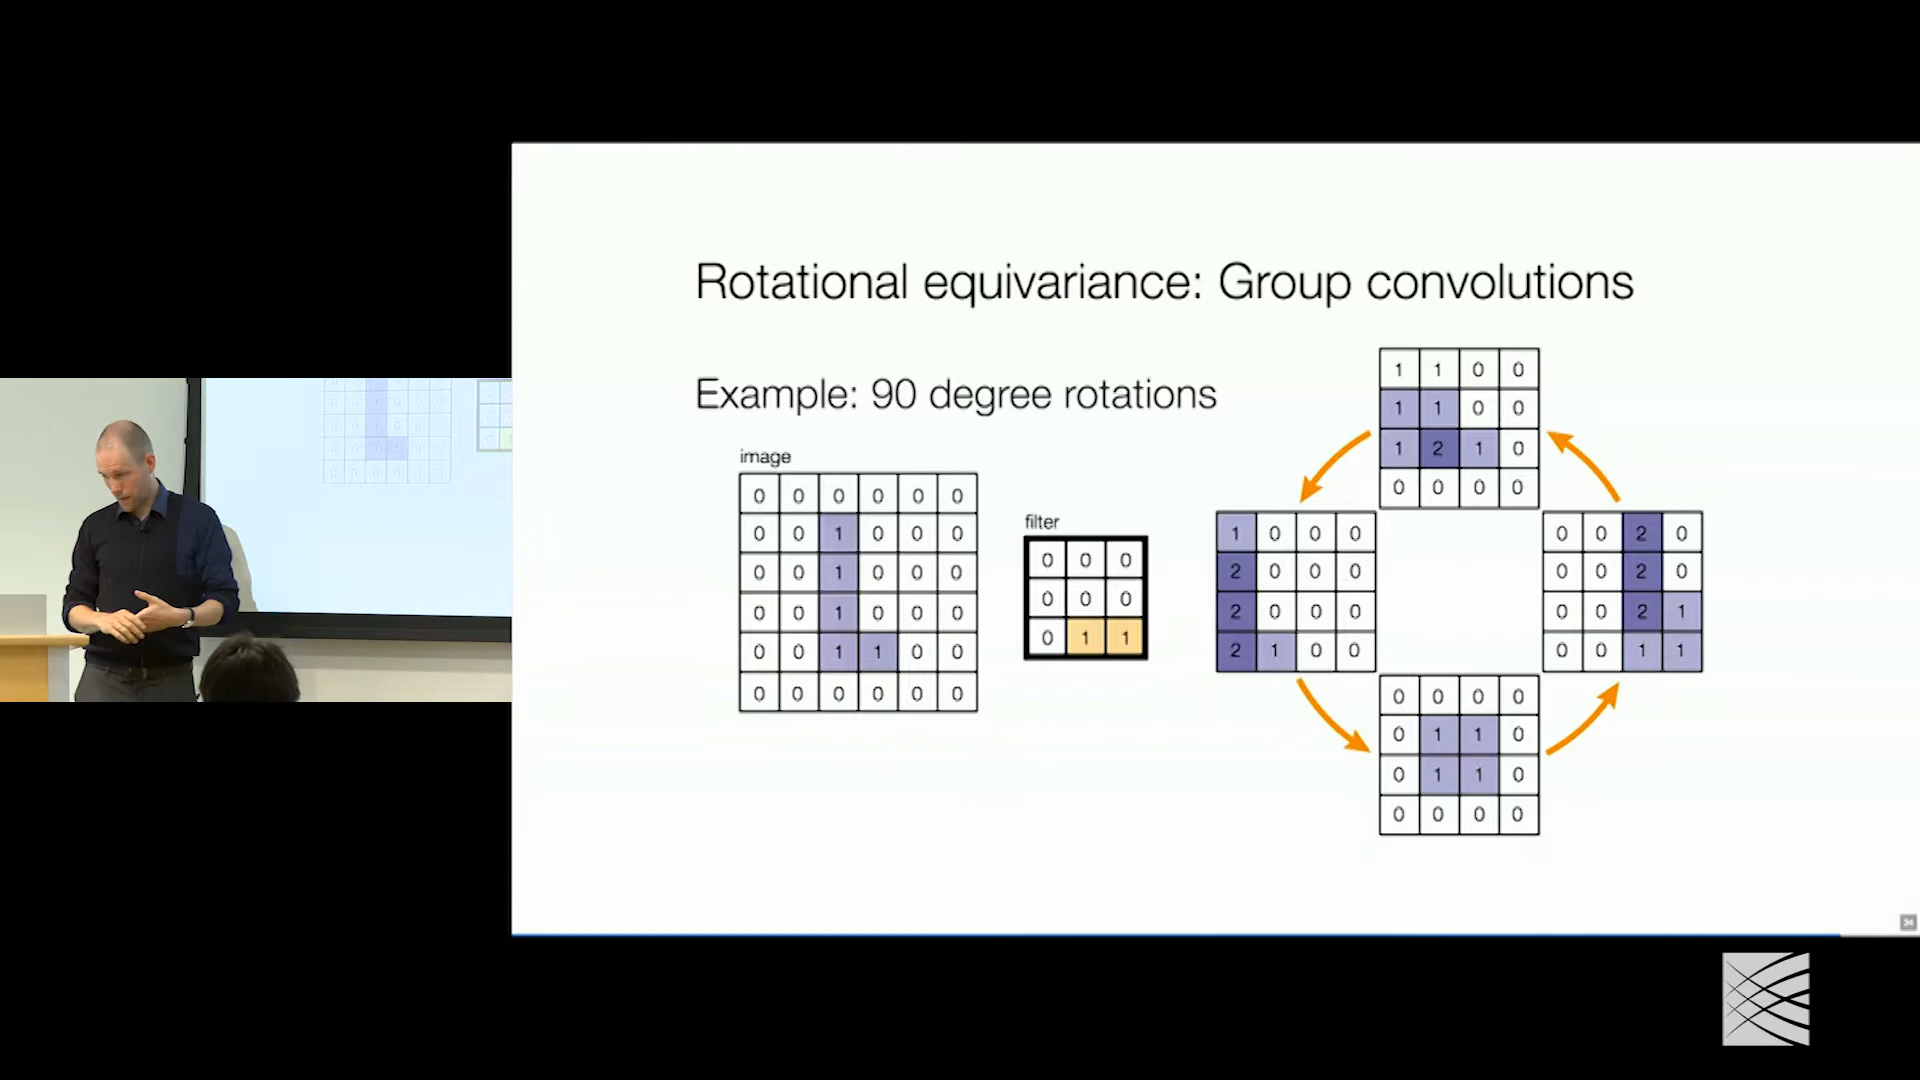 Rotational equivariance: Group convolutions
Example: 90 degree rotations
image
0 0 0 0 0 0
0 0 1 0 0 0
0 0 1 0 0 0
0 0 1 0 0 0
0 0 1 1 0 0
0 0 0 0 0 0
filter
0 0 0
0 0 0
0 1 1
1 1 0 0
1 1 0 0
1 2 1 0
0 0 0 0
1 0 0 0
2 0 0 0
2 0 0 0
2 1 0 0
0 0 2 0
0 0 2 0
0 0 2 1
0 0 1 1
0 0 0 0
0 1 1 0
0 1 1 0
0 0 0 0
34